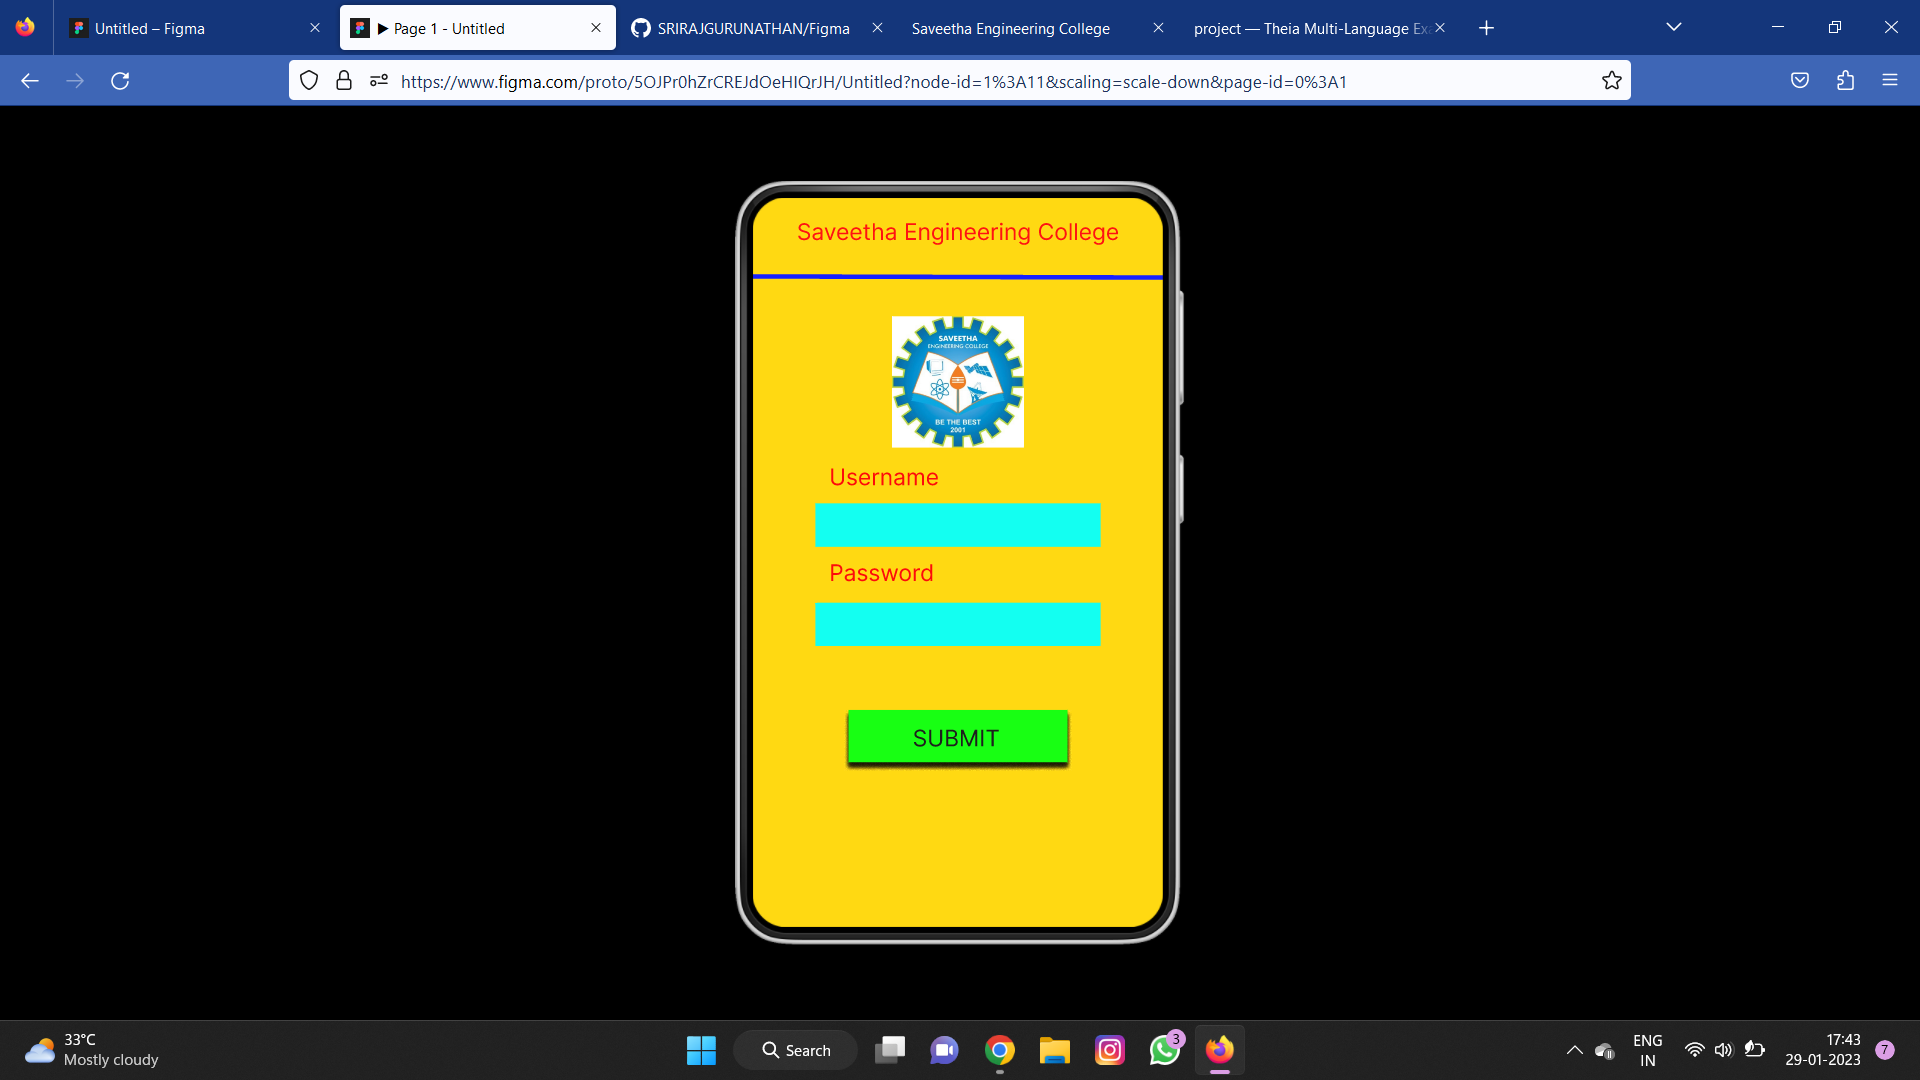 Untitled – Figma
Page 1 - Untitled
SRIRAJGURUNATHAN/Figma
Saveetha Engineering College
project — Theia Multi-Language Ex
https://www.figma.com/proto/5OJPr0hZrCREJdOeHIQrJH/Untitled?node-id=1%3A11&scaling=scale-down&page-id=0%3A1
Saveetha Engineering College
SAVEETHA
ENGINEERING COLLEGE
BE THE BEST
2001
Username
Password
SUBMIT
33°C
Mostly cloudy
Search
3
ENG
IN
17:43
29-01-2023
7